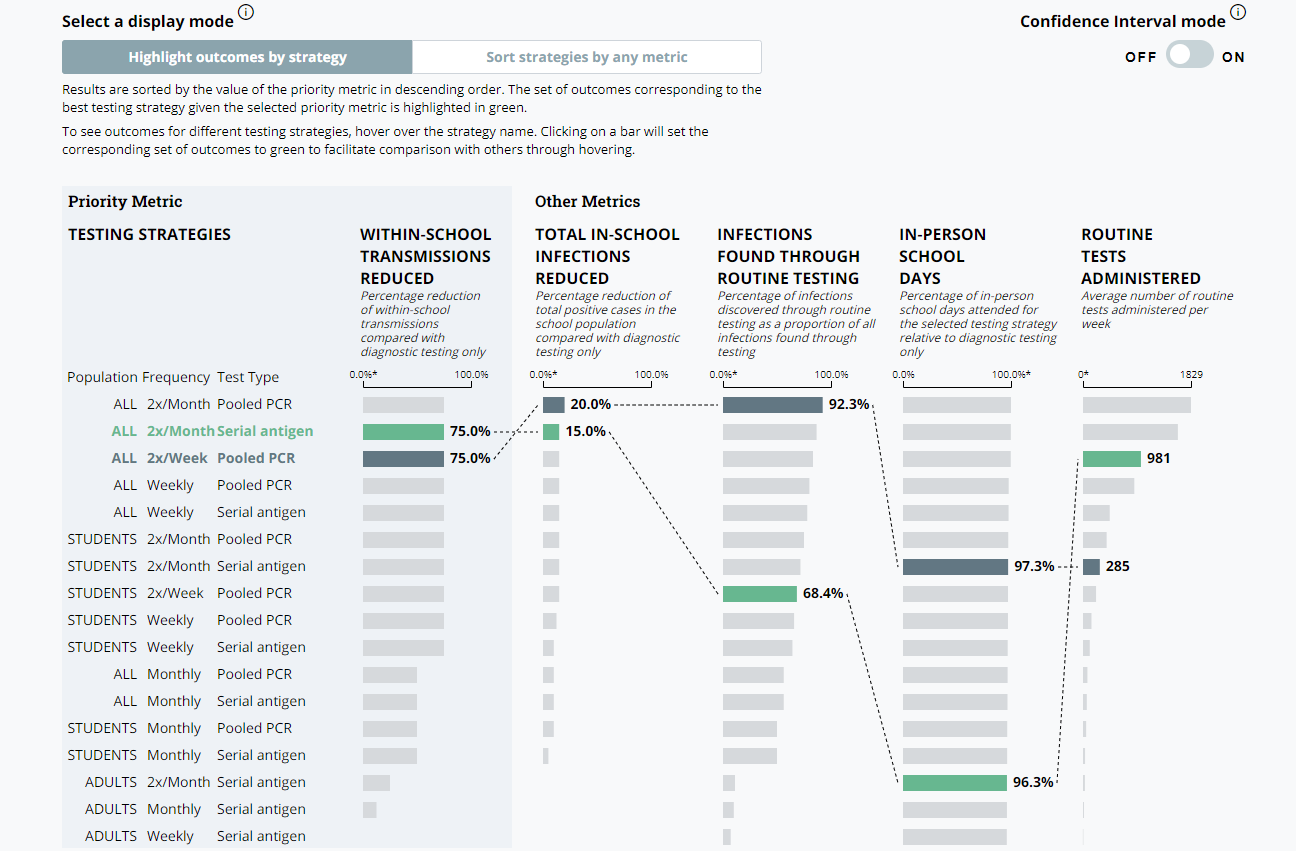 Select a display mode ⓘ
Confidence Interval mode ⓘ
Highlight outcomes by strategy
Sort strategies by any metric
OFF ON
Results are sorted by the value of the priority metric in descending order. The set of outcomes corresponding to the
best testing strategy given the selected priority metric is highlighted in green.
To see outcomes for different testing strategies, hover over the strategy name. Clicking on a bar will set the
corresponding set of outcomes to green to facilitate comparison with others through hovering.
Priority Metric
Other Metrics
TESTING STRATEGIES
WITHIN-SCHOOL
TRANSMISSIONS
REDUCED
Percentage reduction
of within-school
transmissions
compared with
diagnostic testing only
TOTAL IN-SCHOOL
INFECTIONS
REDUCED
Percentage reduction of
total positive cases in the
school population
compared with diagnostic
testing only
INFECTIONS
FOUND THROUGH
ROUTINE TESTING
Percentage of infections
discovered through routine
testing as a proportion of all
infections found through
testing
IN-PERSON
SCHOOL
DAYS
Percentage of in-person
school days attended for
the selected testing strategy
relative to diagnostic testing
only
ROUTINE
TESTS
ADMINISTERED
Average number of routine
tests administered per
week
Population Frequency Test Type
0.0%* 100.0%
0.0%* 100.0%
0.0%* 100.0%
0.0% 100.0%*
0* 1829
ALL 2x/Month Pooled PCR 20.0% 92.3%
ALL 2x/Month Serial antigen 75.0% 15.0%
ALL 2x/Week Pooled PCR 75.0% 981
ALL Weekly Pooled PCR
ALL Weekly Serial antigen
STUDENTS 2x/Month Pooled PCR
STUDENTS 2x/Month Serial antigen 97.3% 285
STUDENTS 2x/Week Pooled PCR 68.4%
STUDENTS Weekly Pooled PCR
STUDENTS Weekly Serial antigen
ALL Monthly Pooled PCR
ALL Monthly Serial antigen
STUDENTS Monthly Pooled PCR
STUDENTS Monthly Serial antigen
ADULTS 2x/Month Serial antigen 96.3%
ADULTS Monthly Serial antigen
ADULTS Weekly Serial antigen